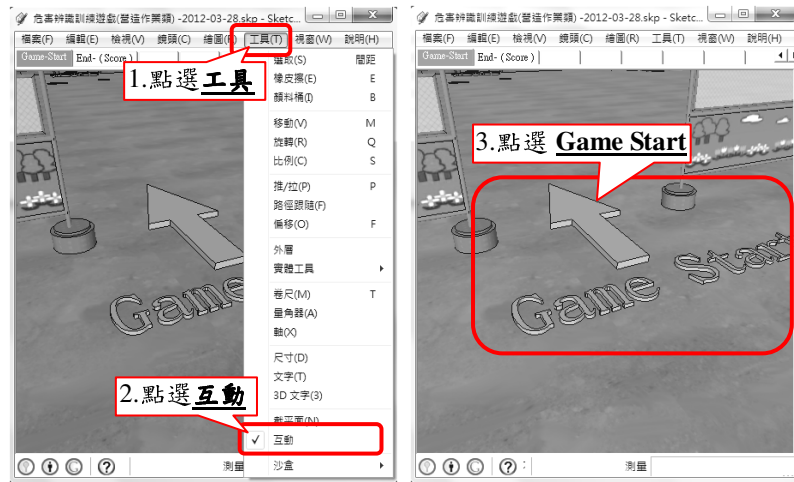 危害辨識訓練遊戲(營造作業類) -2012-03-28.skp - Sketc...
檔案(F) 編輯(E) 檢視(V) 鏡頭(C) 繪圖(R) 工具(T) 視窗(W) 說明(H)
Game-Start End- ( Score )
1.點選工具
選取(S) 間距
橡皮擦(E) E
顏料桶(I) B
移動(V) M
旋轉(R) Q
比例(C) S
推/拉(P) P
路徑跟隨(F)
偏移(O) F
外層
實體工具
卷尺(M) T
量角器(A)
軸(X)
尺寸(D)
文字(T)
3D 文字(3)
截平面(N)
✓ 互動
沙盒
2.點選互動
Game
測量
危害辨識訓練遊戲(營造作業類) -2012-03-28.skp - Sketc...
檔案(F) 編輯(E) 檢視(V) 鏡頭(C) 繪圖(R) 工具(T) 視窗(W) 說明(H)
Game-Start End- ( Score )
3.點選 Game Start
Game Start
測量